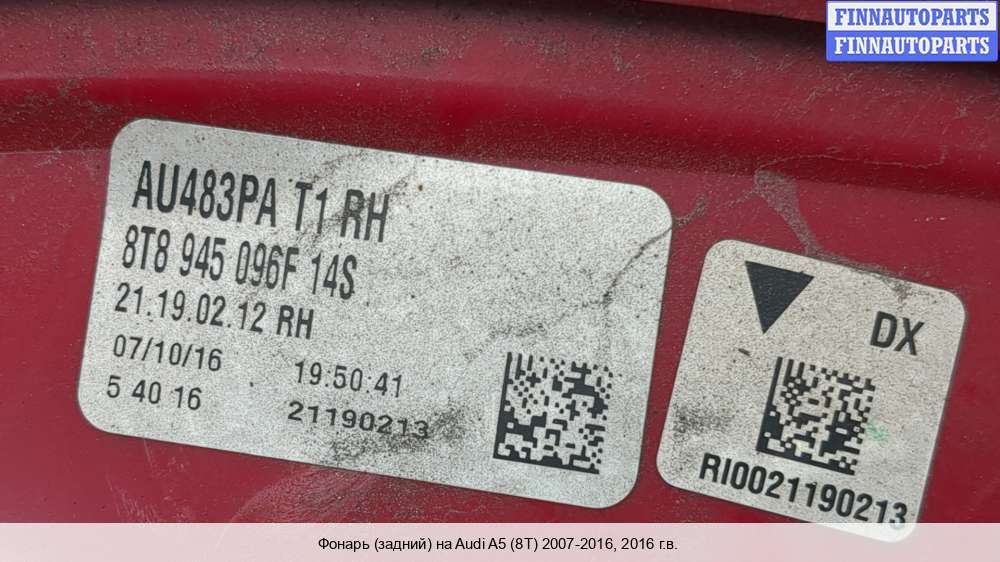 FINNAUTOPARTS
FINNAUTOPARTS
AU483PA T1 RH
8T8 945 096F 14S
21.19.02.12 RH
07/10/16 19:50:41
5 40 16 21190213
DX
RI0021190213
Фонарь (задний) на Audi A5 (8T) 2007-2016, 2016 г.в.